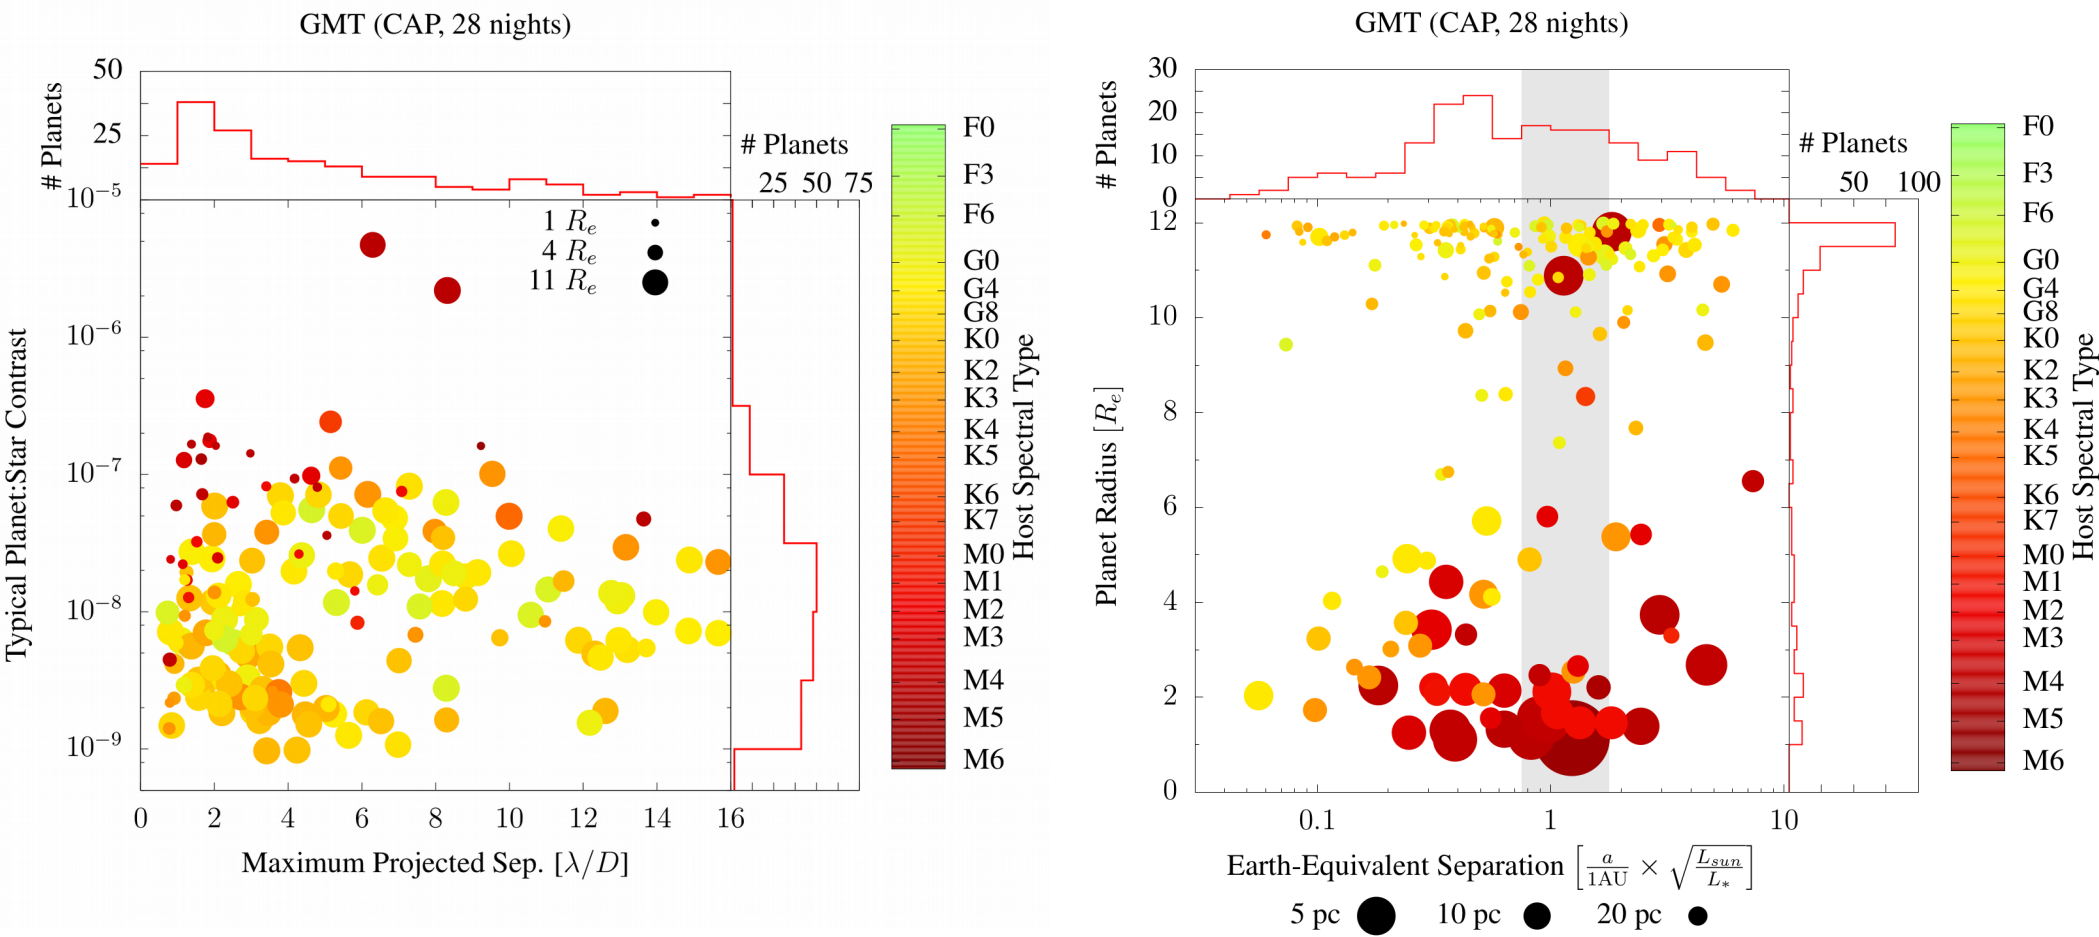 GMT (CAP, 28 nights)
50
25
# Planets
# Planets
25 50 75
10⁻⁵
10⁻⁶
10⁻⁷
10⁻⁸
10⁻⁹
Typical Planet:Star Contrast
1 Rₑ
4 Rₑ
11 Rₑ
0 2 4 6 8 10 12 14 16
Maximum Projected Sep. [λ/D]
F0
F3
F6
G0
G4
G8
K0
K2
K3
K4
K5
K6
K7
M0
M1
M2
M3
M4
M5
M6
Host Spectral Type
GMT (CAP, 28 nights)
30
20
10
0
# Planets
# Planets
50 100
12
10
8
6
4
2
0
Planet Radius [Rₑ]
0.1 1 10
Earth-Equivalent Separation [a/1AU × √(L_sun/L_*)]
5 pc 10 pc 20 pc
F0
F3
F6
G0
G4
G8
K0
K2
K3
K4
K5
K6
K7
M0
M1
M2
M3
M4
M5
M6
Host Spectral Type